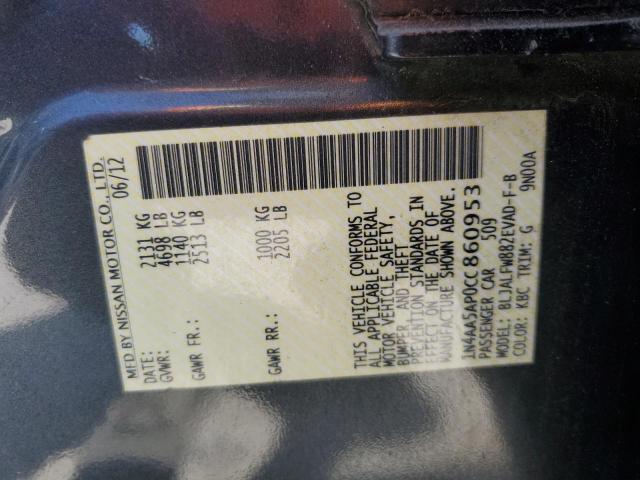 MFD BY NISSAN MOTOR CO., LTD.
DATE: 06/12
GVWR: 2131 KG
4698 LB
GAWR FR.: 1140 KG
2513 LB
GAWR RR.: 1000 KG
2205 LB
THIS VEHICLE CONFORMS TO
ALL APPLICABLE FEDERAL
MOTOR VEHICLE SAFETY,
BUMPER, AND THEFT
PREVENTION STANDARDS IN
EFFECT ON THE DATE OF
MANUFACTURE SHOWN ABOVE.
1N4AA5AP0CC860953
PASSENGER CAR 509
MODEL: BLJALFWB82EVAD-F-B
COLOR: KBC TRIM: G 9N00A